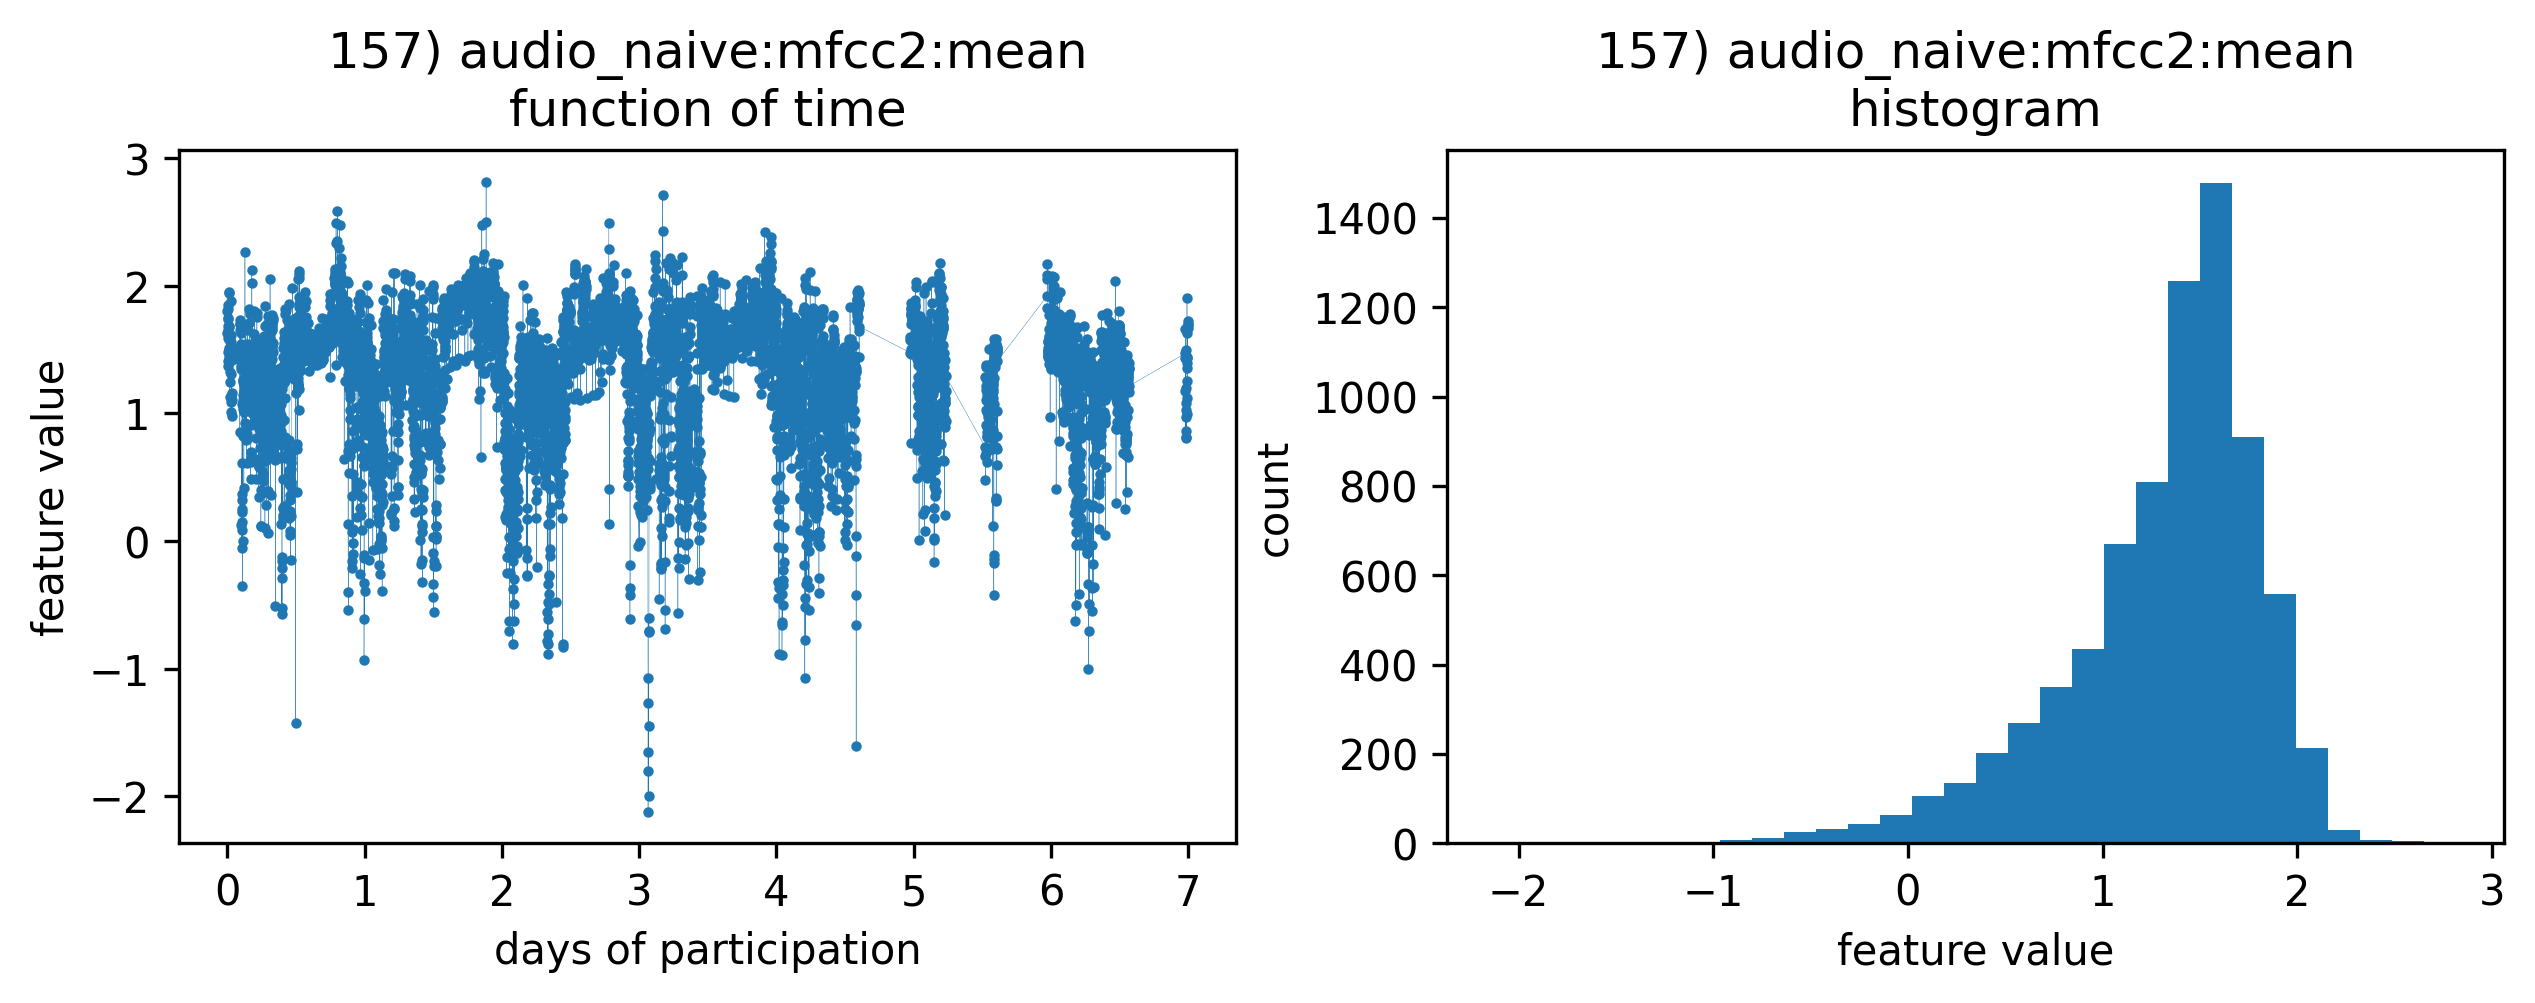 157) audio_naive:mfcc2:mean
function of time
feature value
3
2
1
0
−1
−2
0 1 2 3 4 5 6 7
days of participation
157) audio_naive:mfcc2:mean
histogram
count
1400
1200
1000
800
600
400
200
0
−2 −1 0 1 2 3
feature value